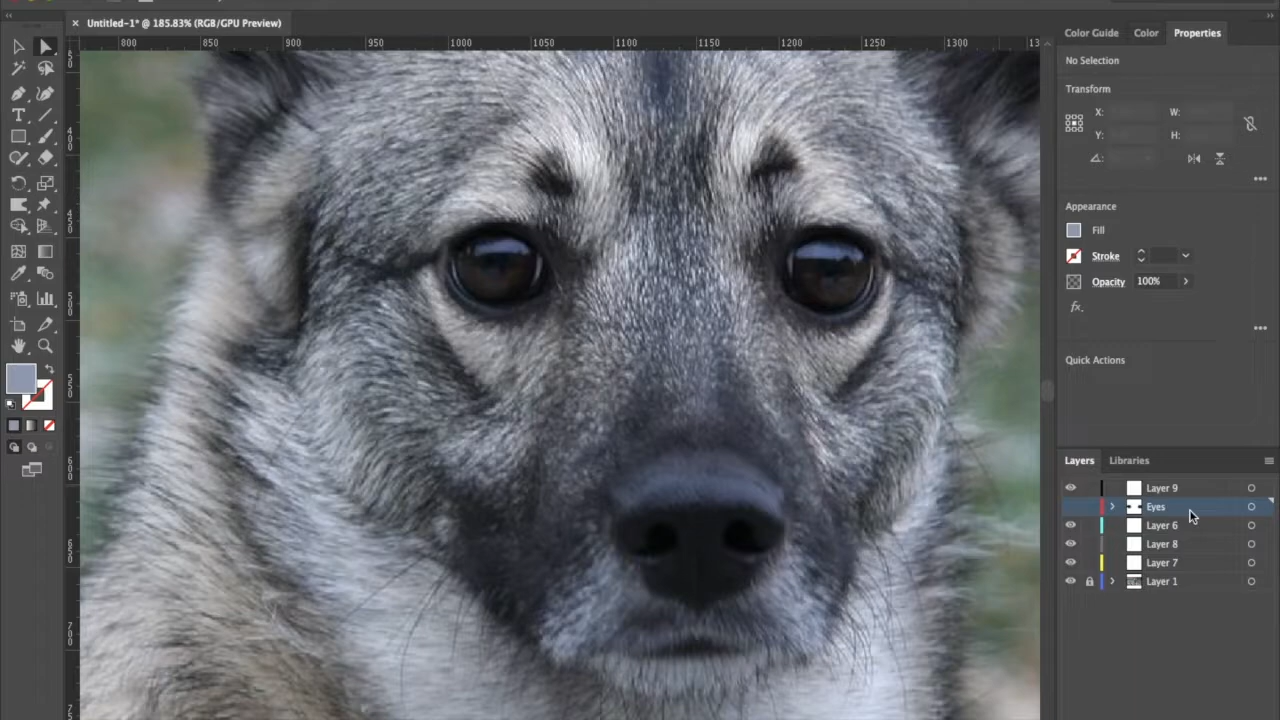 Untitled-1* @ 185.83% (RGB/GPU Preview)
800 850 900 950 1000 1050 1100 1150 1200 1250 1300
Color Guide Color Properties
No Selection
Transform
X: W:
Y: H:
Appearance
Fill
Stroke
Opacity 100%
fx.
Quick Actions
Layers Libraries
Layer 9
Eyes
Layer 6
Layer 8
Layer 7
Layer 1